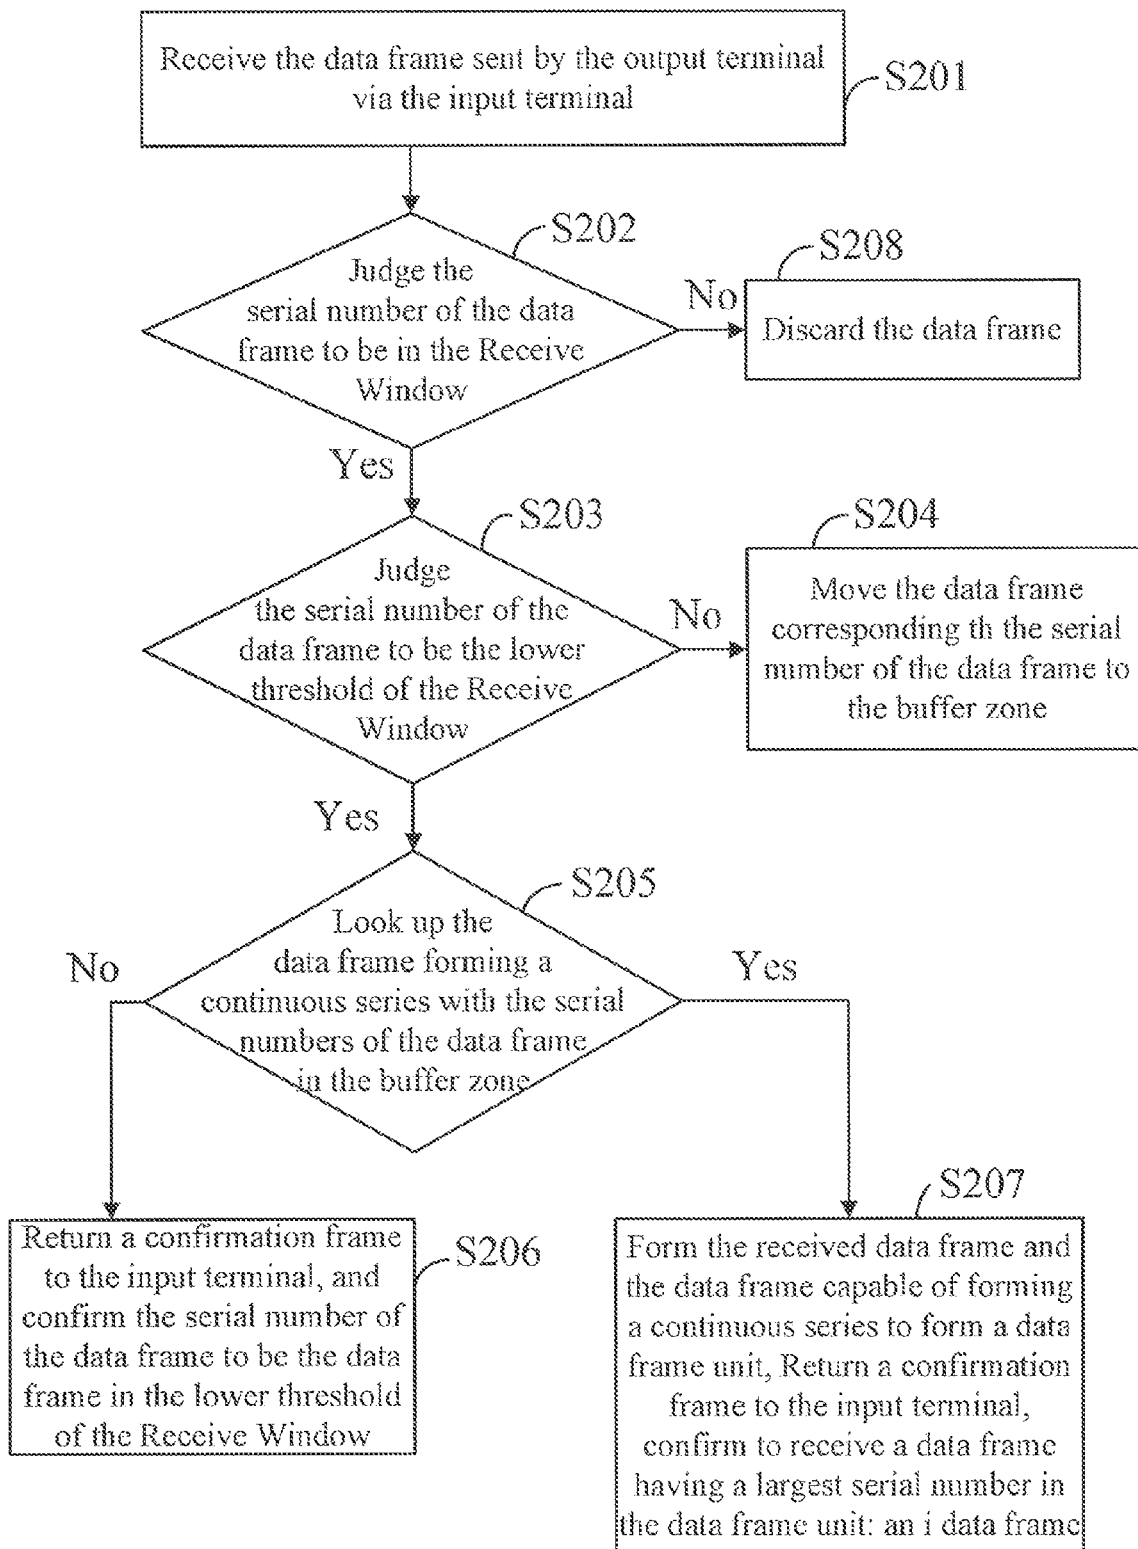 Receive the data frame sent by the output terminal
via the input terminal
S201
S202
Judge the
serial number of the data
frame to be in the Receive
Window
No
S208
Discard the data frame
Yes
S203
Judge
the serial number of the
data frame to be the lower
threshold of the Receive
Window
No
S204
Move the data frame
corresponding th the serial
number of the data frame to
the buffer zone
Yes
S205
Look up the
data frame forming a
continuous series with the serial
numbers of the data frame
in the buffer zone
No
Yes
S206
Return a confirmation frame
to the input terminal, and
confirm the serial number of
the data frame to be the data
frame in the lower threshold
of the Receive Window
S207
Form the received data frame and
the data frame capable of forming
a continuous series to form a data
frame unit, Return a confirmation
frame to the input terminal,
confirm to receive a data frame
having a largest serial number in
the data frame unit: an i data frame